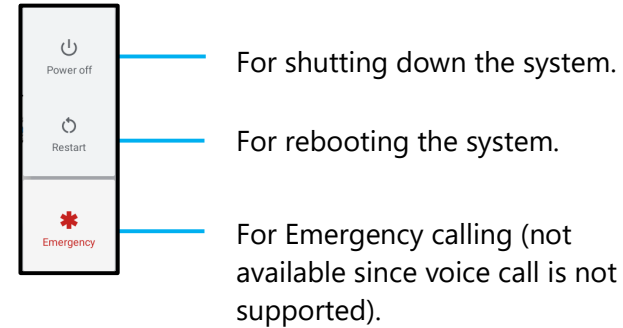 Power off
For shutting down the system.
Restart
For rebooting the system.
Emergency
For Emergency calling (not
available since voice call is not
supported).